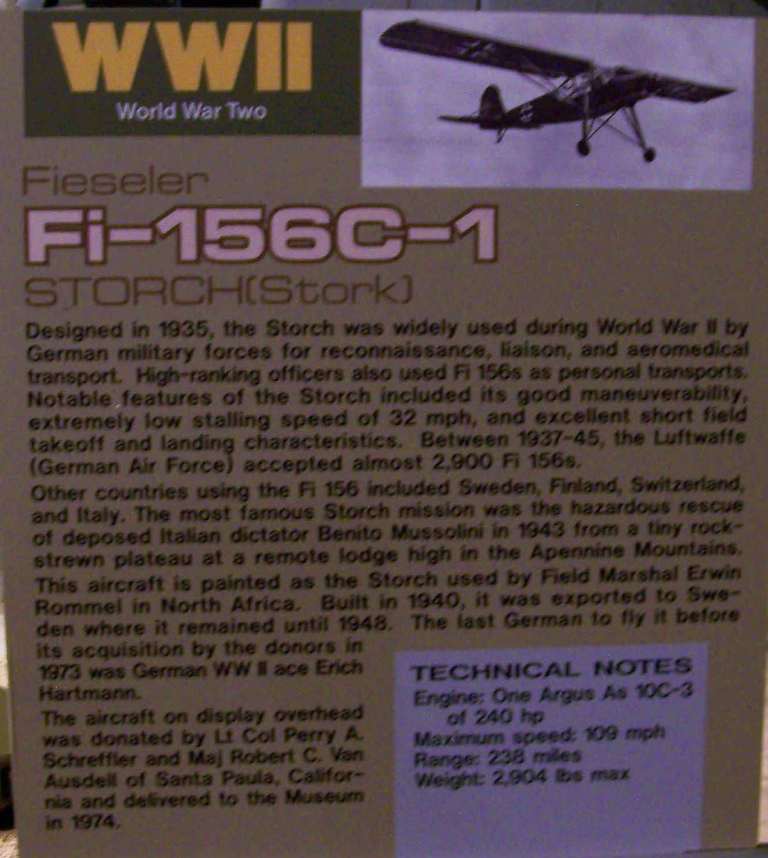 WWII
World War Two
Fieseler
Fi-156C-1
STORCH(Stork)
Designed in 1935, the Storch was widely used during World War II by
German military forces for reconnaissance, liaison, and aeromedical
transport. High-ranking officers also used Fi 156s as personal transports.
Notable features of the Storch included its good maneuverability,
extremely low stalling speed of 32 mph, and excellent short field
takeoff and landing characteristics. Between 1937-45, the Luftwaffe
(German Air Force) accepted almost 2,900 Fi 156s.
Other countries using the Fi 156 included Sweden, Finland, Switzerland,
and Italy. The most famous Storch mission was the hazardous rescue
of deposed Italian dictator Benito Mussolini in 1943 from a tiny rock-
strewn plateau at a remote lodge high in the Apennine Mountains.
This aircraft is painted as the Storch used by Field Marshal Erwin
Rommel in North Africa. Built in 1940, it was exported to Swe-
den where it remained until 1948. The last German to fly it before
its acquisition by the donors in
1973 was German WW II ace Erich
Hartmann.
The aircraft on display overhead
was donated by Lt Col Perry A.
Schreffler and Maj Robert C. Van
Ausdell of Santa Paula, Califor-
nia and delivered to the Museum
in 1974.
TECHNICAL NOTES
Engine: One Argus As 10C-3
of 240 hp
Maximum speed: 109 mph
Range: 238 miles
Weight: 2,904 lbs max